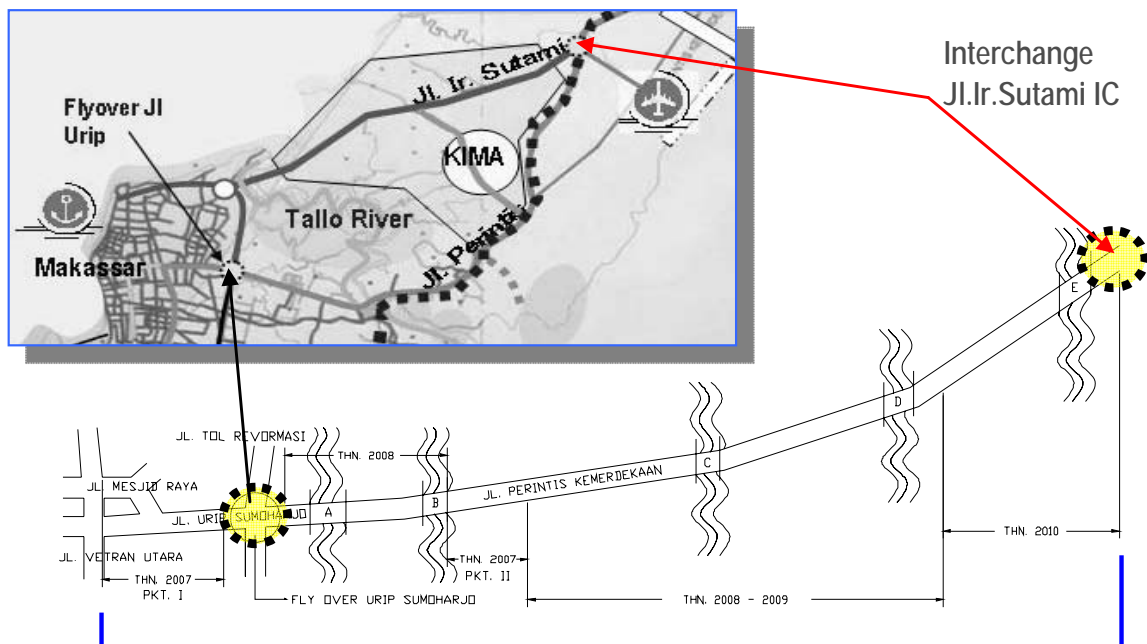 Interchange
Jl.Ir.Sutami IC
Flyover Jl
Urip
Jl. Ir. Sutami
KIMA
Tallo River
Jl. Perinti
Makassar
E
D
C
JL. TOL REVORMASI
THN. 2008
JL. MESJID RAYA
B
JL. PERINTIS KEMERDEKAAN
A
JL. URIP SUMOHARJO
JL. VETRAN UTARA
THN. 2007
PKT. I
THN. 2007
PKT. II
THN. 2010
FLY OVER URIP SUMOHARJO
THN. 2008 - 2009